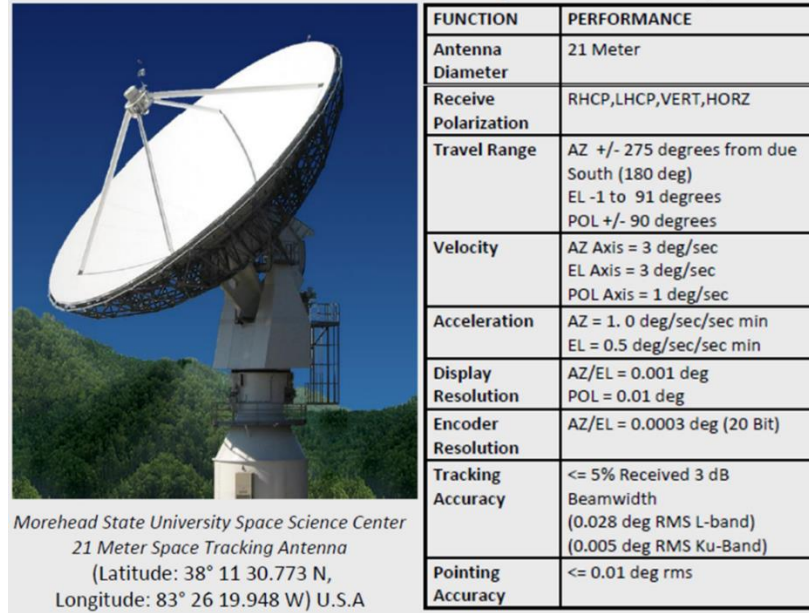 FUNCTION PERFORMANCE
Antenna Diameter 21 Meter
Receive Polarization RHCP,LHCP,VERT,HORZ
Travel Range AZ +/- 275 degrees from due
South (180 deg)
EL -1 to 91 degrees
POL +/- 90 degrees
Velocity AZ Axis = 3 deg/sec
EL Axis = 3 deg/sec
POL Axis = 1 deg/sec
Acceleration AZ = 1. 0 deg/sec/sec min
EL = 0.5 deg/sec/sec min
Display Resolution AZ/EL = 0.001 deg
POL = 0.01 deg
Encoder Resolution AZ/EL = 0.0003 deg (20 Bit)
Tracking Accuracy <= 5% Received 3 dB
Beamwidth
(0.028 deg RMS L-band)
(0.005 deg RMS Ku-Band)
Pointing Accuracy <= 0.01 deg rms
Morehead State University Space Science Center
21 Meter Space Tracking Antenna
(Latitude: 38° 11 30.773 N,
Longitude: 83° 26 19.948 W) U.S.A